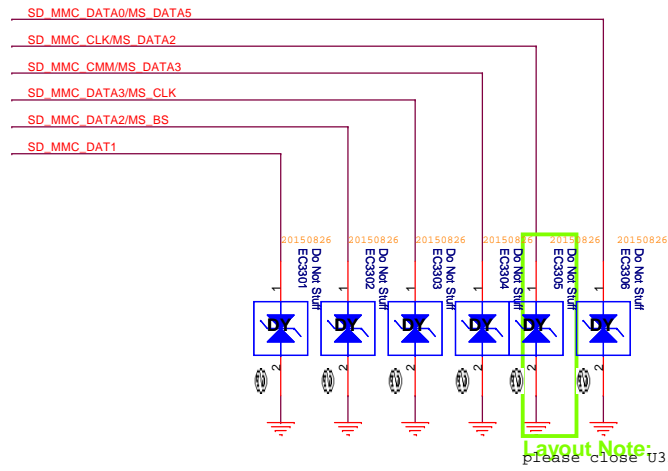 SD_MMC_DATA0/MS_DATA5
SD_MMC_CLK/MS_DATA2
SD_MMC_CMM/MS_DATA3
SD_MMC_DATA3/MS_CLK
SD_MMC_DATA2/MS_BS
SD_MMC_DAT1
20150826
20150826
20150826
20150826
20150826
20150826
Do Not Stuff
EC3301
Do Not Stuff
EC3302
Do Not Stuff
EC3303
Do Not Stuff
EC3304
Do Not Stuff
EC3305
Do Not Stuff
EC3306
1
1
1
1
1
1
DY
DY
DY
DY
DY
DY
2
2
2
2
2
2
Layout Note:
please close U3